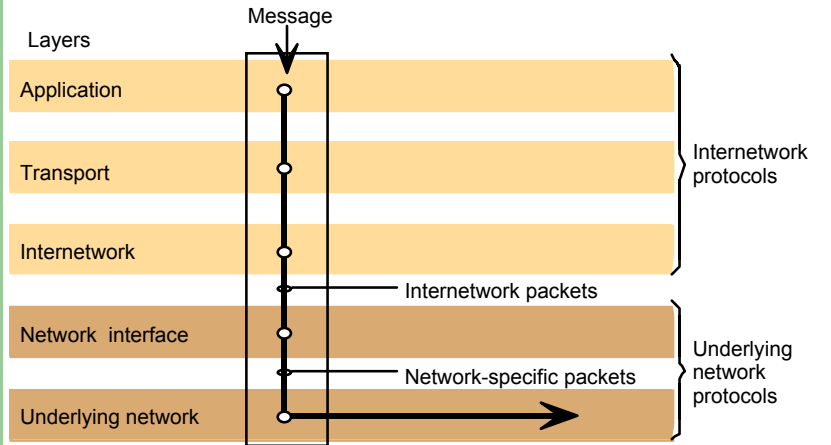 Message
Layers
Application
Transport
Internetwork
protocols
Internetwork
Internetwork packets
Network interface
Underlying
network
protocols
Network-specific packets
Underlying network